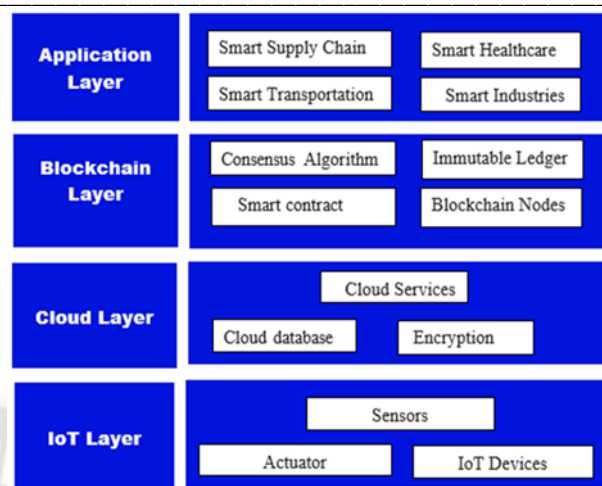 Application
Layer
Smart Supply Chain
Smart Healthcare
Smart Transportation
Smart Industries
Blockchain
Layer
Consensus Algorithm
Immutable Ledger
Smart contract
Blockchain Nodes
Cloud Layer
Cloud Services
Cloud database
Encryption
IoT Layer
Sensors
Actuator
IoT Devices